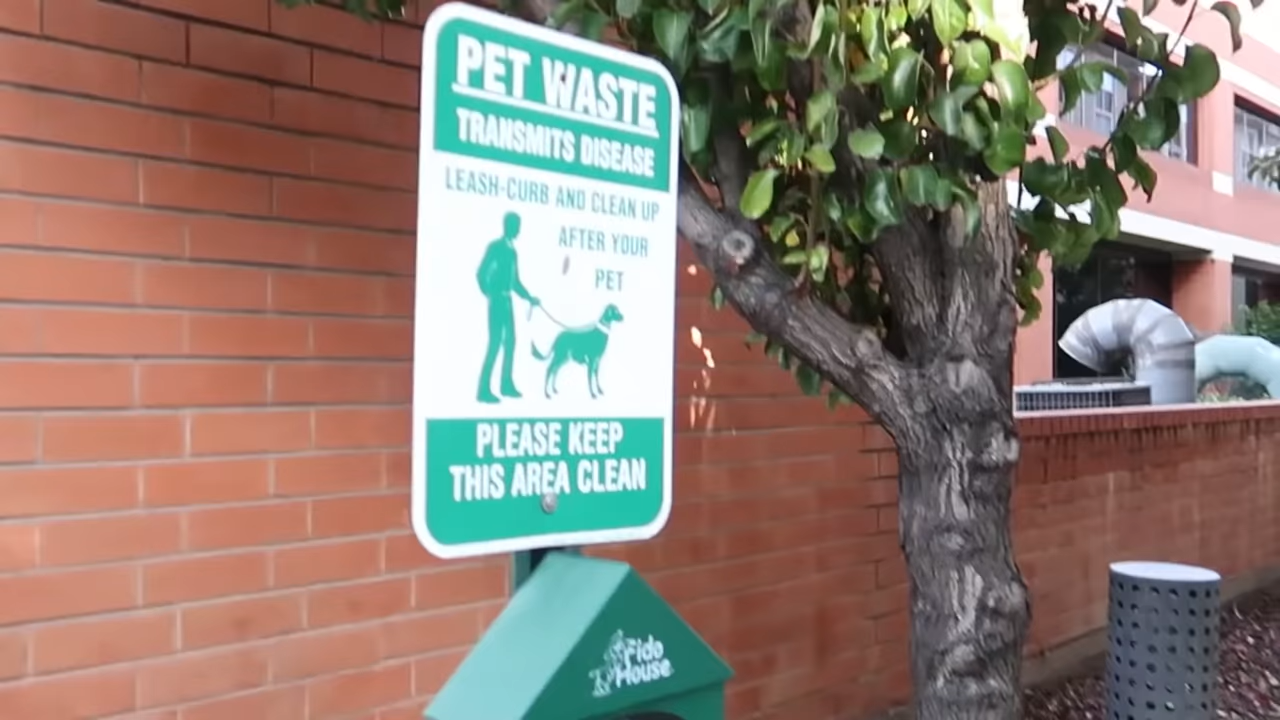 PET WASTE
TRANSMITS DISEASE
LEASH-CURB AND CLEAN UP
AFTER YOUR
PET
PLEASE KEEP
THIS AREA CLEAN
Fido
House